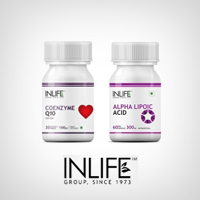 INLIFE
COENZYME
Q10
INLIFE
ALPHA LIPOIC
ACID
INLIFE
GROUP, SINCE 1973